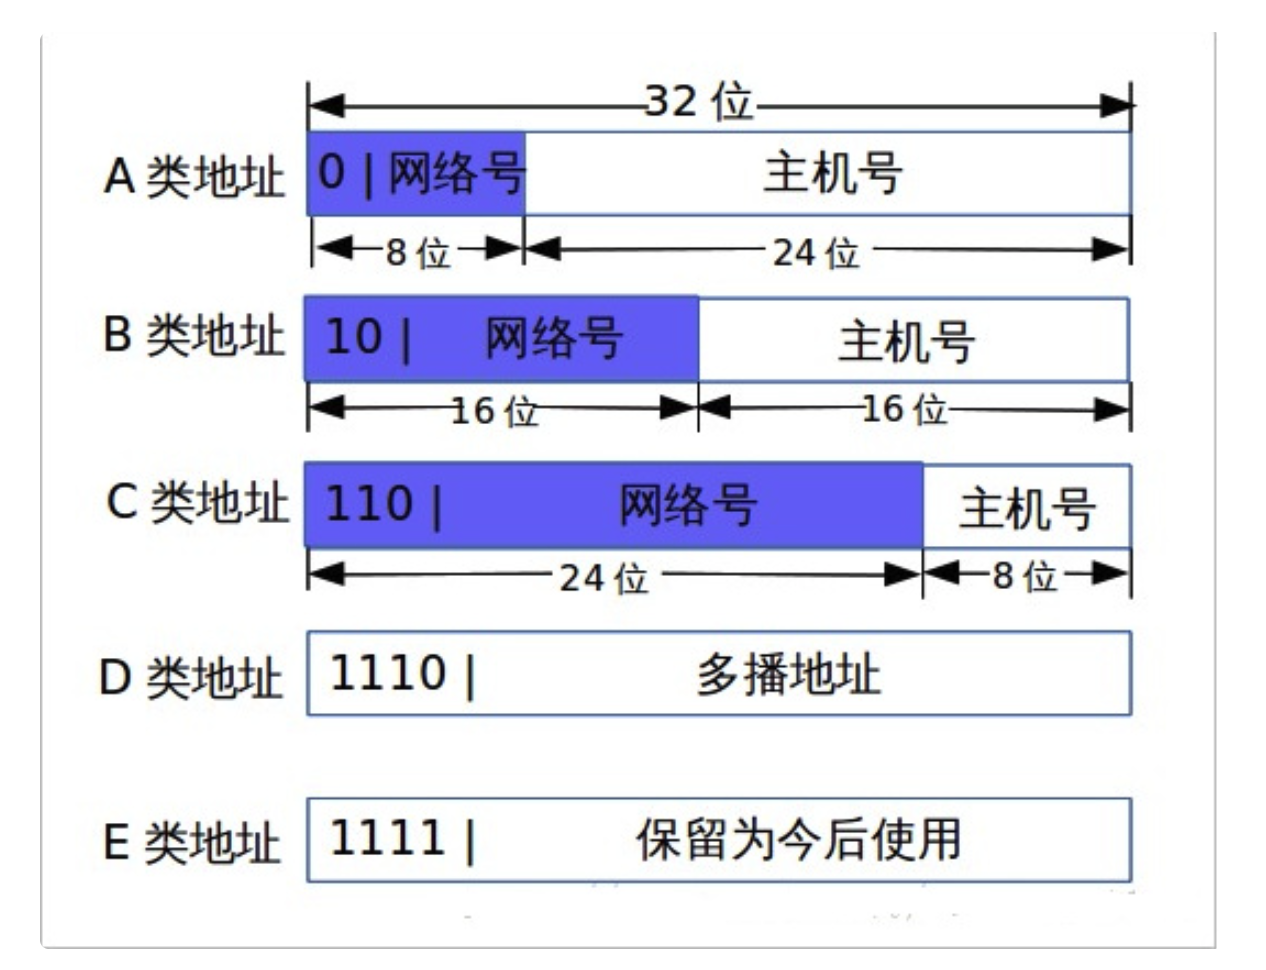 32 位
A 类地址 0 | 网络号 主机号
8 位 24 位
B 类地址 10 | 网络号 主机号
16 位 16 位
C 类地址 110 | 网络号 主机号
24 位 8 位
D 类地址 1110 | 多播地址
E 类地址 1111 | 保留为今后使用